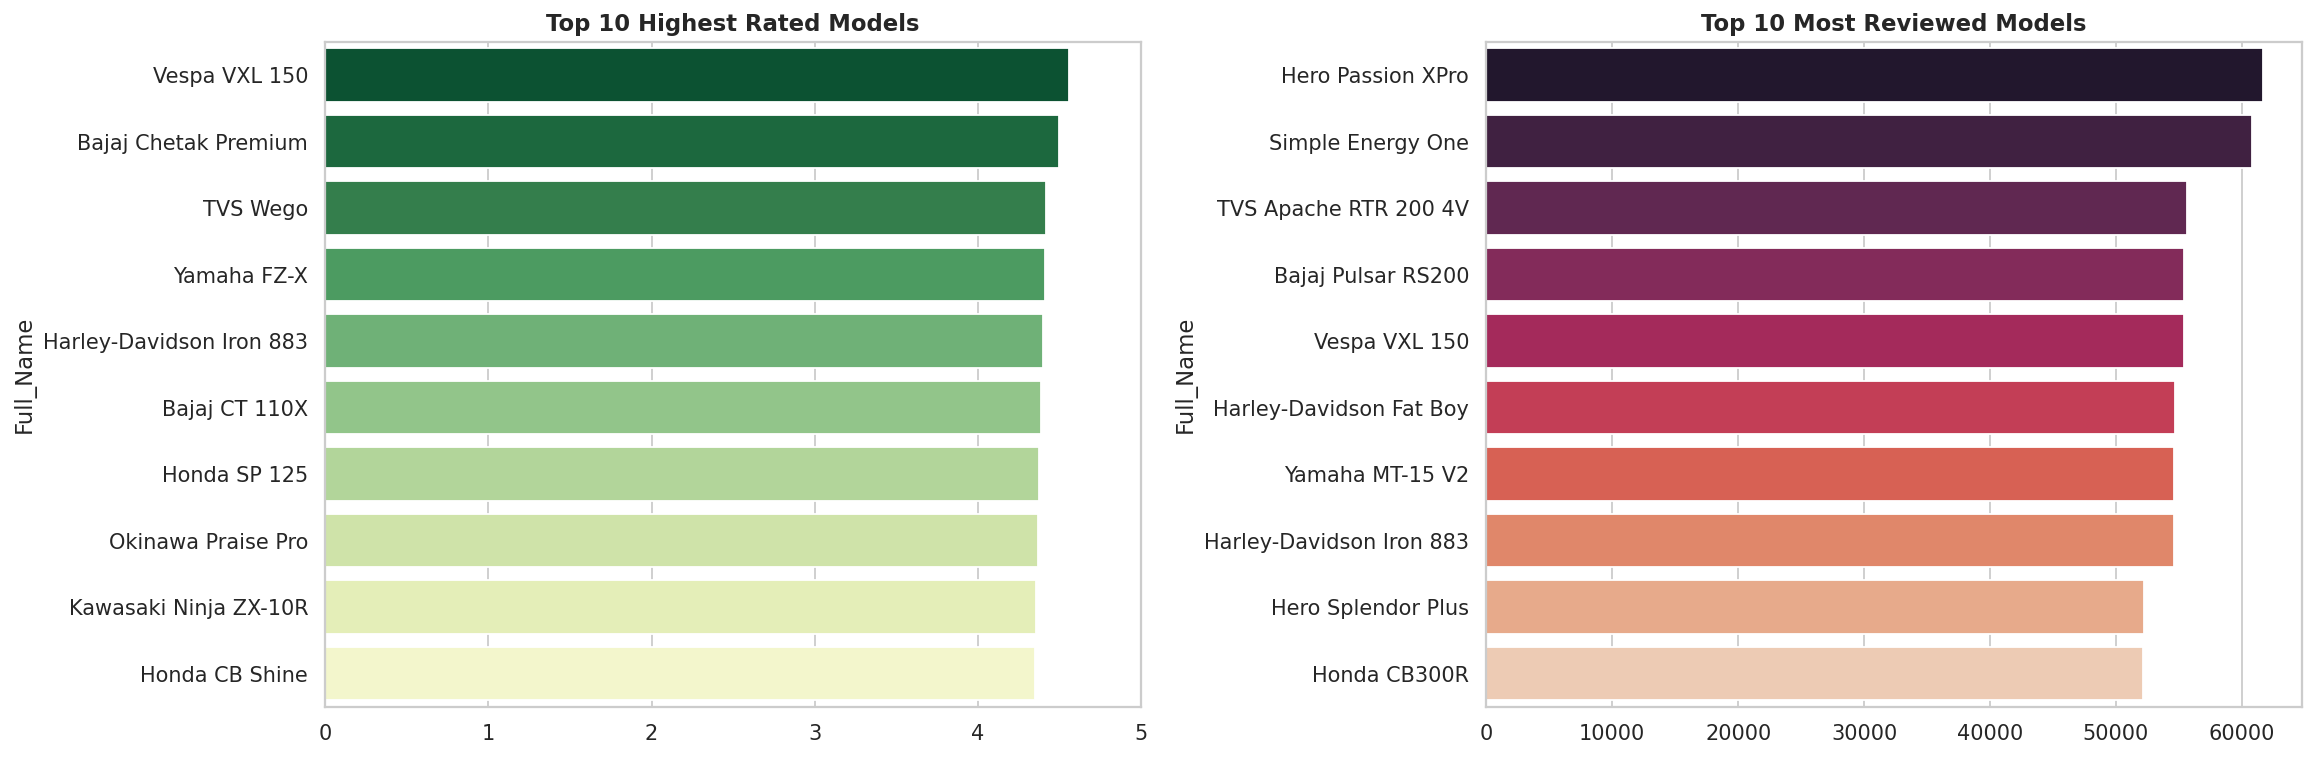 Top 10 Highest Rated Models
Full_Name
Vespa VXL 150
Bajaj Chetak Premium
TVS Wego
Yamaha FZ-X
Harley-Davidson Iron 883
Bajaj CT 110X
Honda SP 125
Okinawa Praise Pro
Kawasaki Ninja ZX-10R
Honda CB Shine
0 1 2 3 4 5
Top 10 Most Reviewed Models
Full_Name
Hero Passion XPro
Simple Energy One
TVS Apache RTR 200 4V
Bajaj Pulsar RS200
Vespa VXL 150
Harley-Davidson Fat Boy
Yamaha MT-15 V2
Harley-Davidson Iron 883
Hero Splendor Plus
Honda CB300R
0 10000 20000 30000 40000 50000 60000